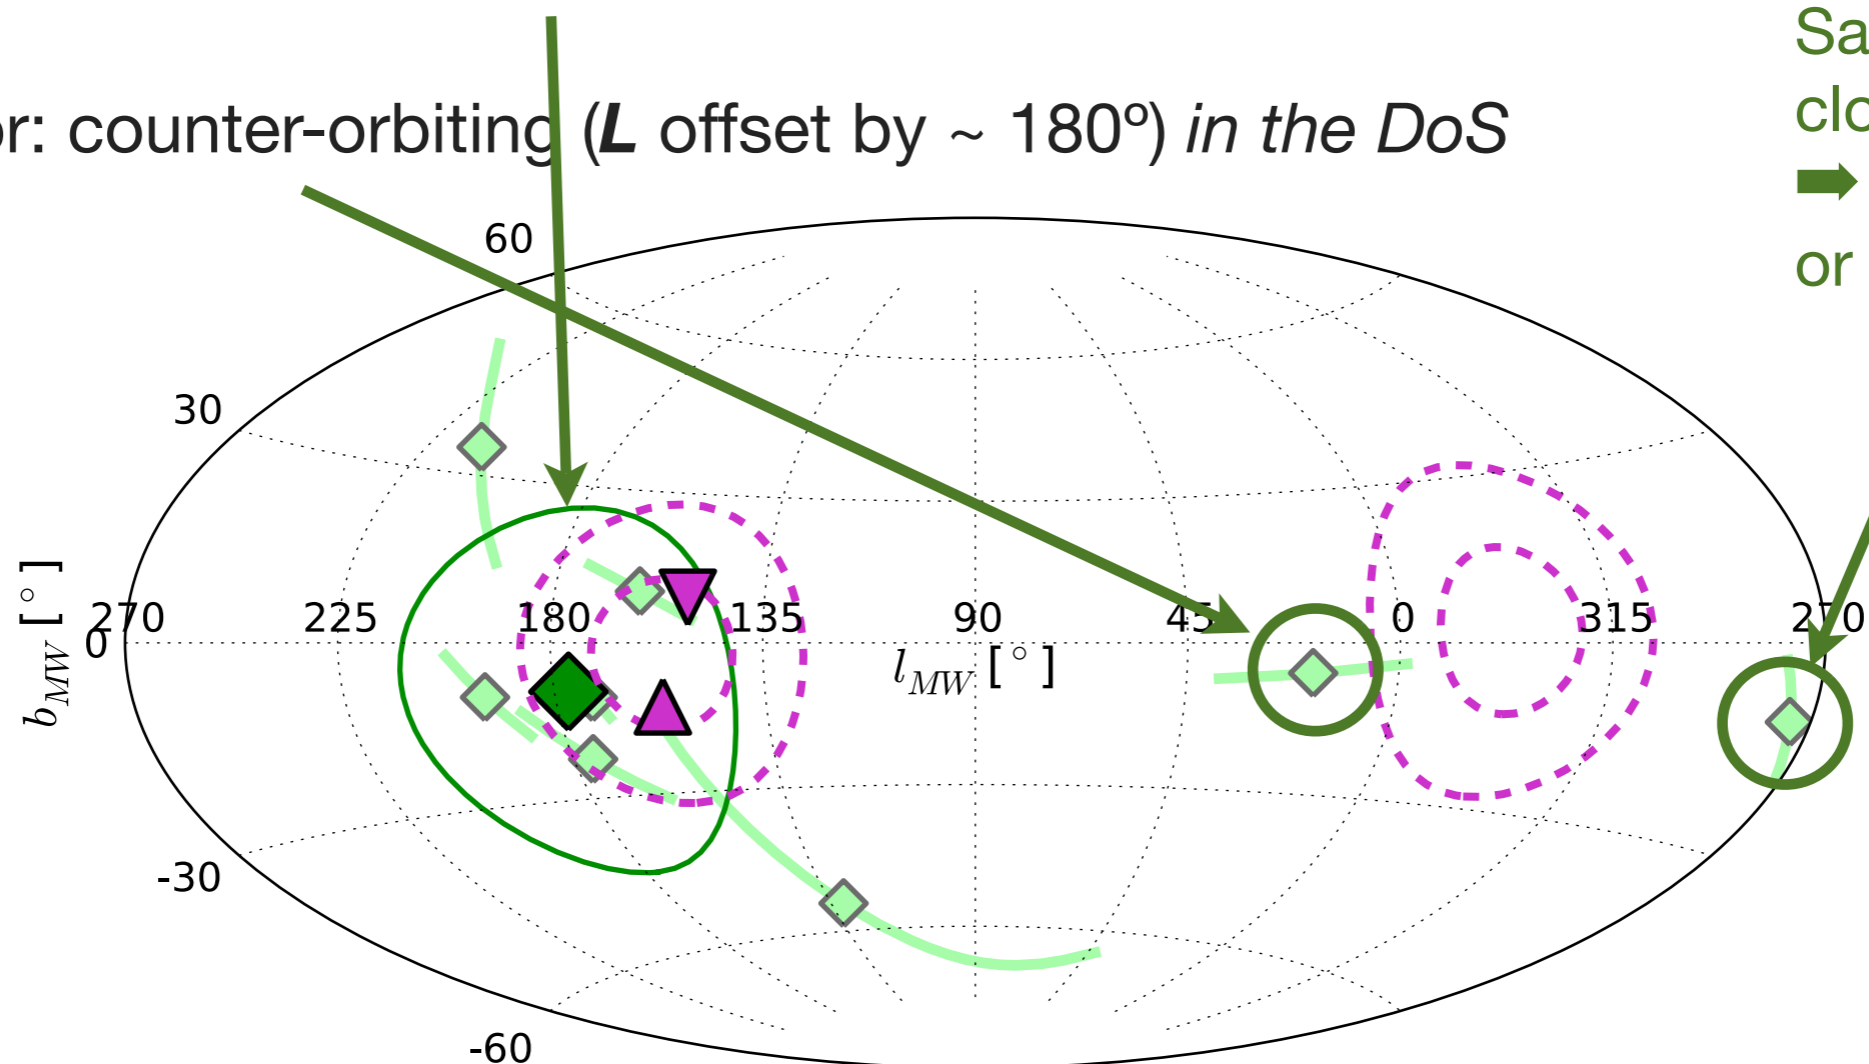 Sa
or: counter-orbiting (L offset by ~ 180º) in the DoS
clo
➡
or
60
30
270 225 180 135 90 45 0 315 270
0
l_MW [°]
b_MW [°]
-30
-60